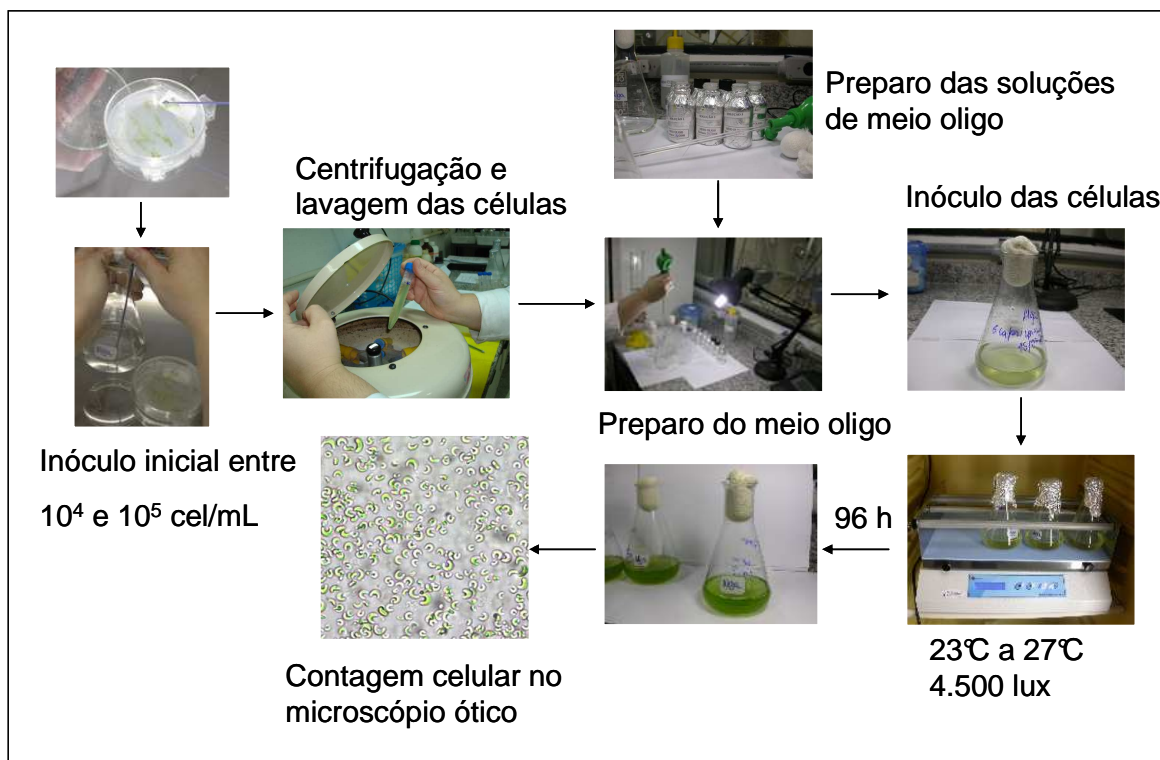 Preparo das soluções
de meio oligo
Centrifugação e
lavagem das células
Inóculo das células
Inóculo inicial entre
10⁴ e 10⁵ cel/mL
Preparo do meio oligo
96 h
23°C a 27°C
4.500 lux
Contagem celular no
microscópio ótico